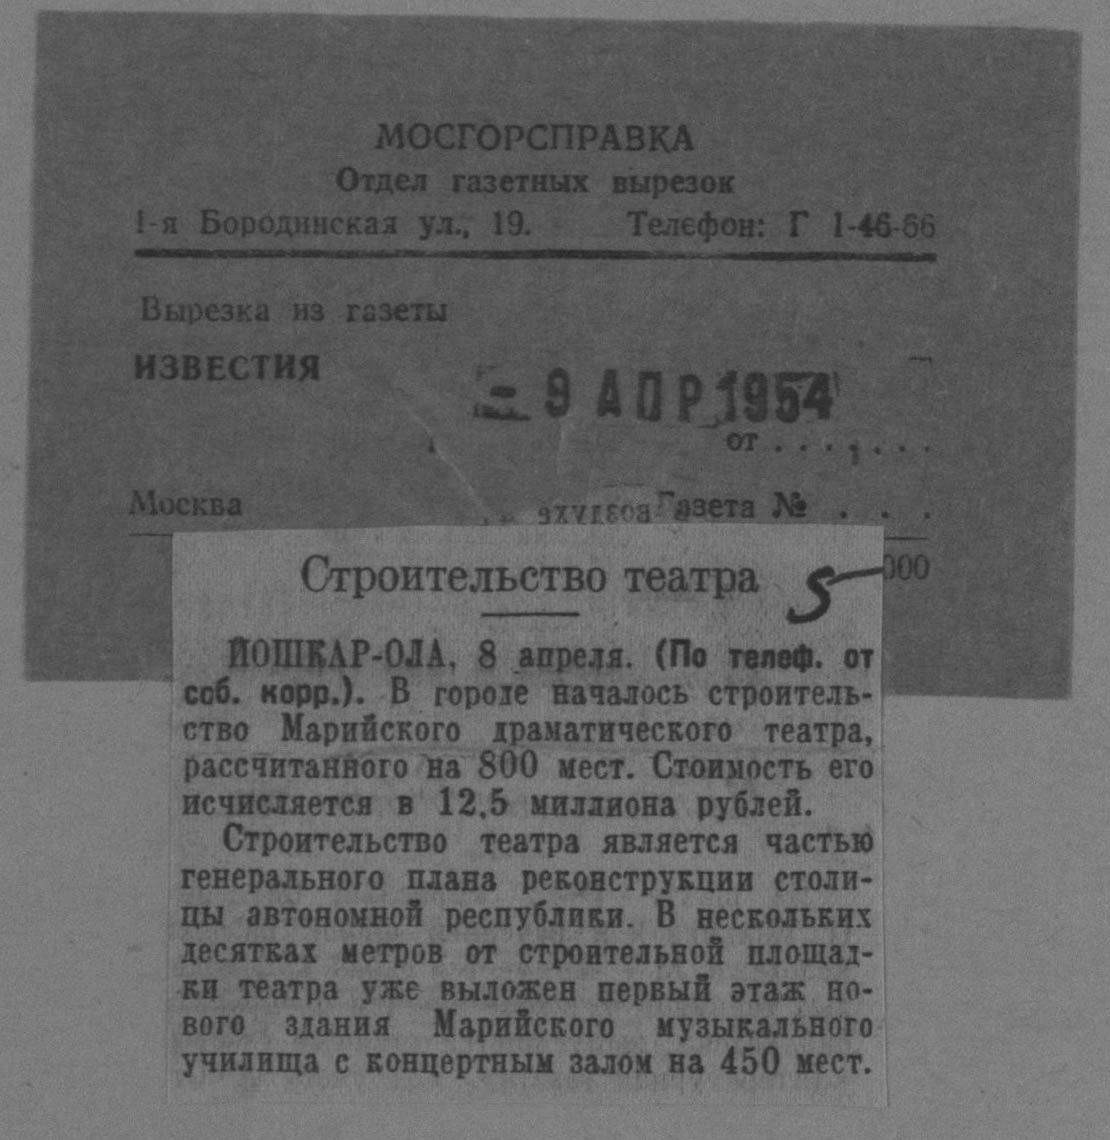 МОСГОРСПРАВКА
Отдел газетных вырезок
1-я Бородинская ул., 19. Телефон: Г 1-46-66
Вырезка из газеты
ИЗВЕСТИЯ
- 9 АПР 1954
от . . . , . . .
Москва Газета № . . .
000
Строительство театра 5
ЙОШКАР-ОЛА, 8 апреля. (По телеф. от
соб. корр.). В городе началось строитель-
ство Марийского драматического театра,
рассчитанного на 800 мест. Стоимость его
исчисляется в 12,5 миллиона рублей.
Строительство театра является частью
генерального плана реконструкции столи-
цы автономной республики. В нескольких
десятках метров от строительной площад-
ки театра уже выложен первый этаж но-
вого здания Марийского музыкального
училища с концертным залом на 450 мест.